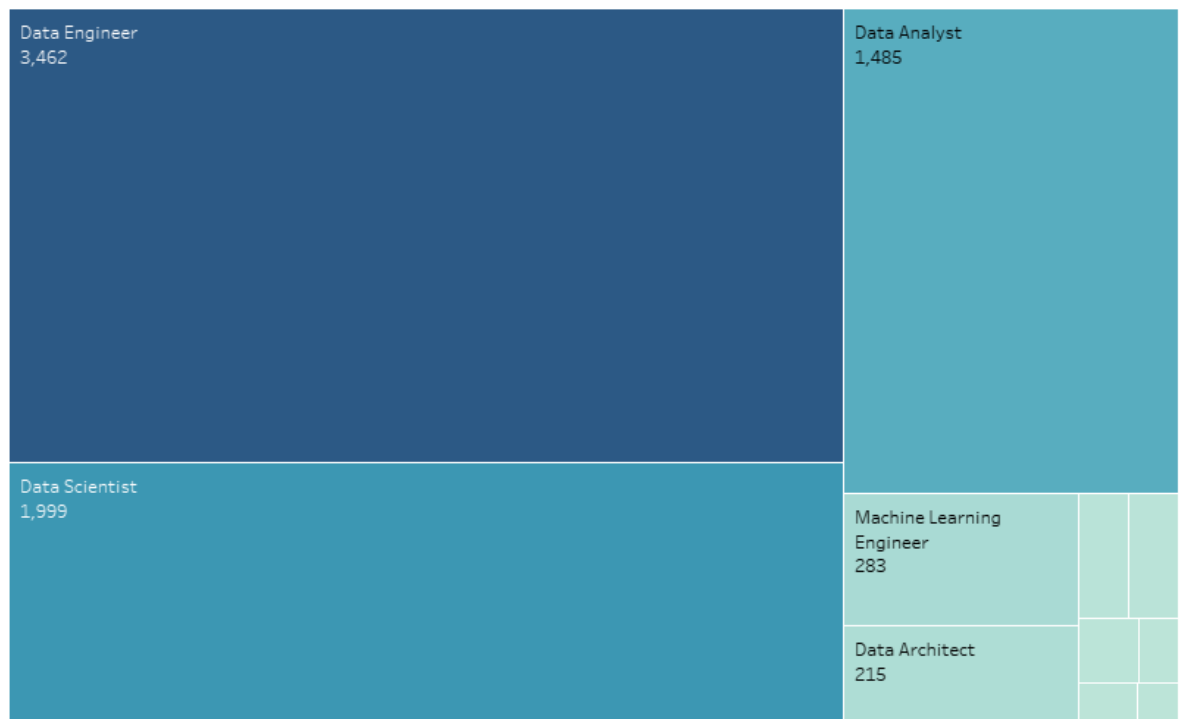 Data Engineer
3,462
Data Analyst
1,485
Data Scientist
1,999
Machine Learning
Engineer
283
Data Architect
215